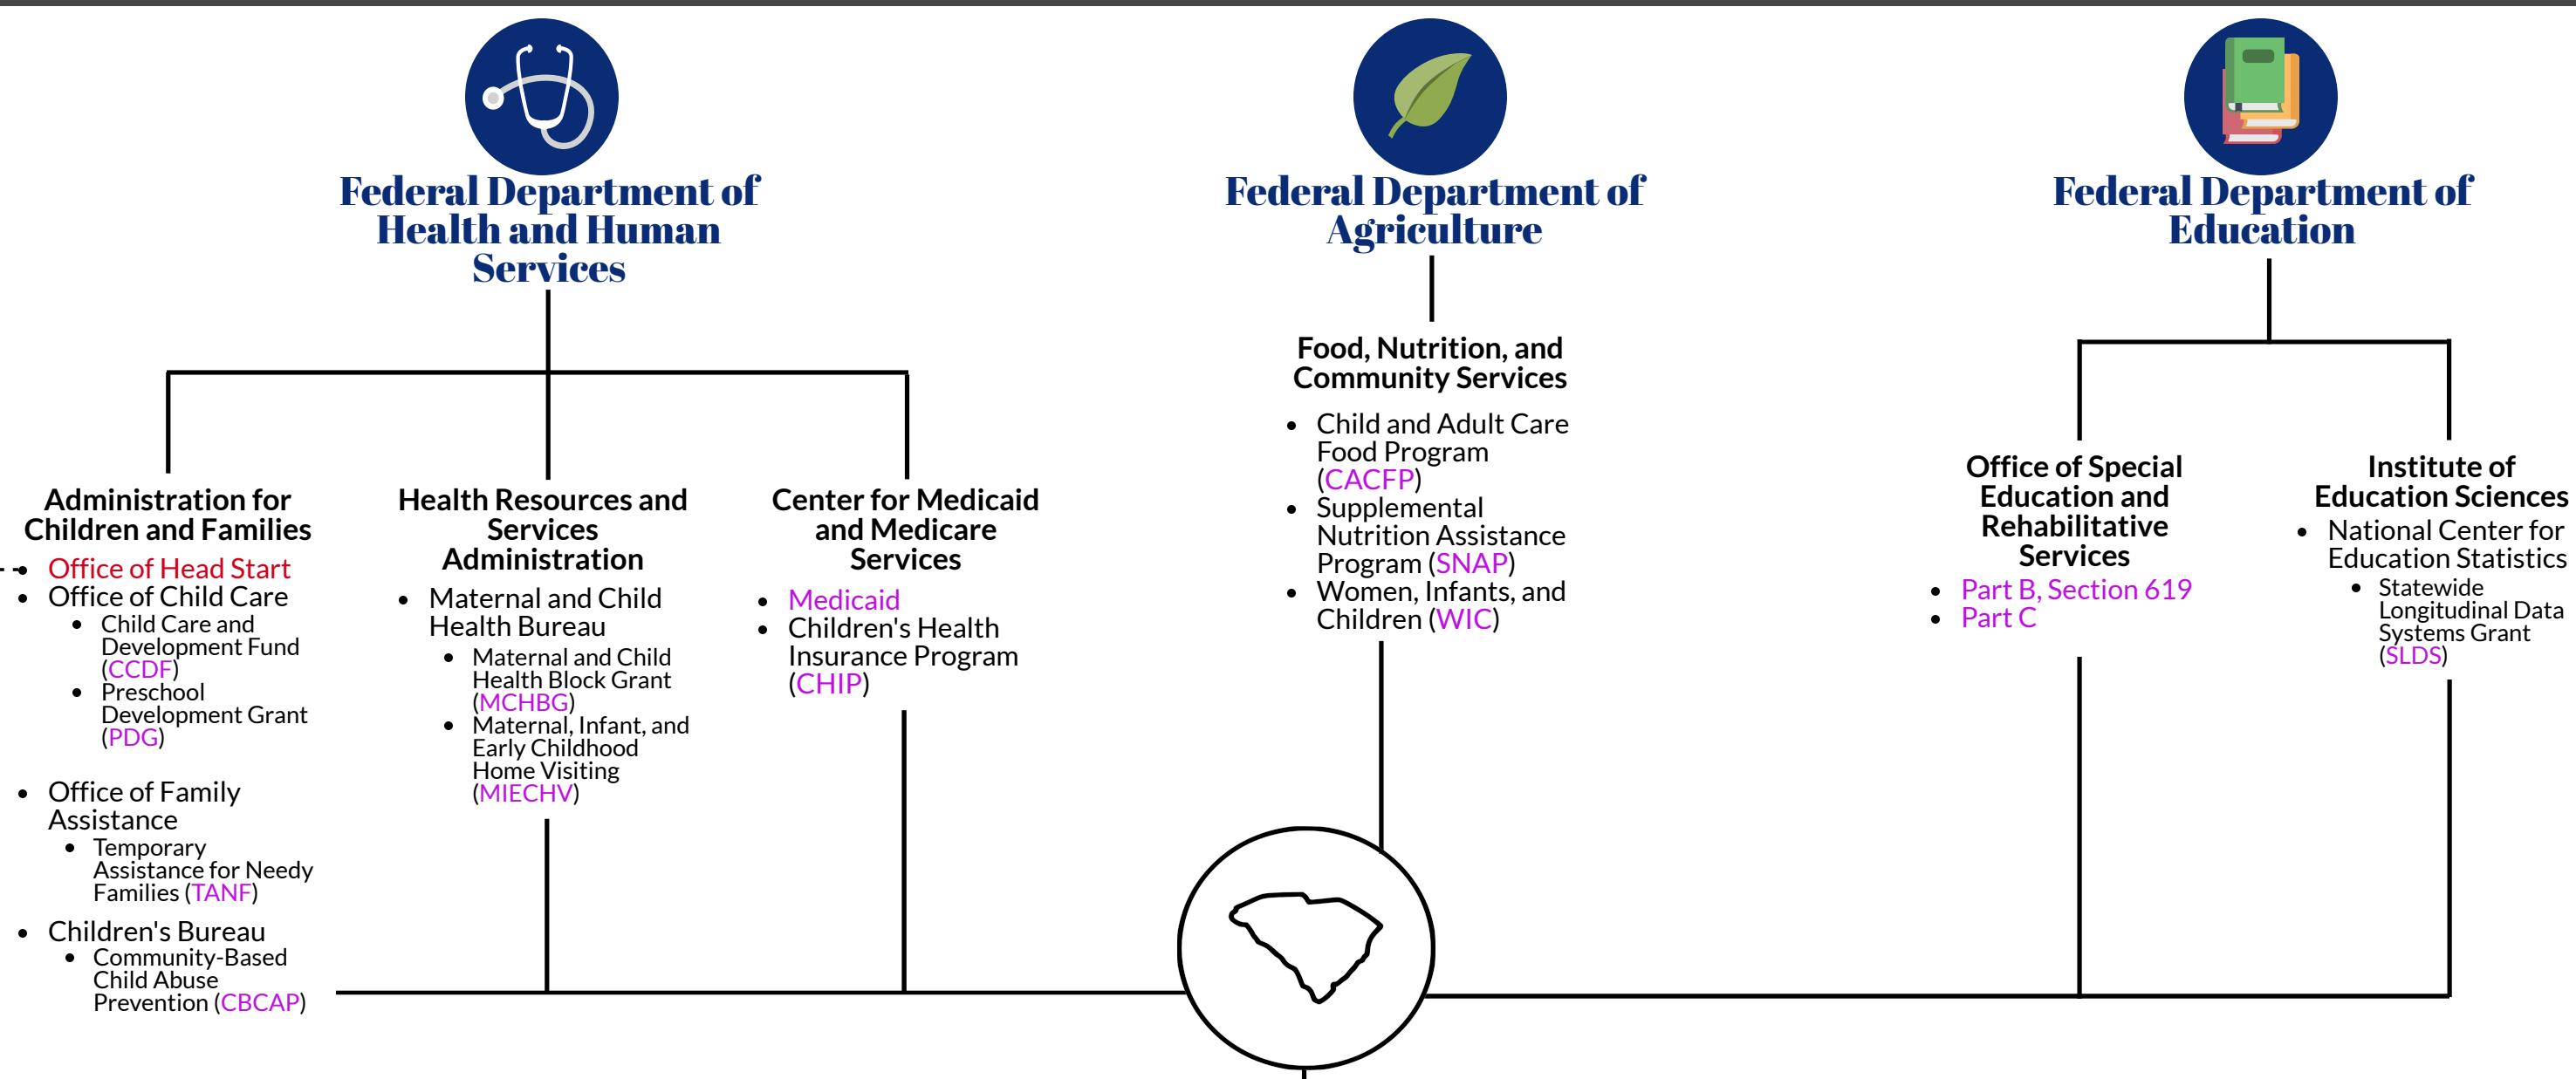 Federal Department of
Health and Human
Services
Administration for
Children and Families
Office of Head Start
Office of Child Care
Child Care and
Development Fund
(CCDF)
Preschool
Development Grant
(PDG)
Office of Family
Assistance
Temporary
Assistance for Needy
Families (TANF)
Children's Bureau
Community-Based
Child Abuse
Prevention (CBCAP)
Health Resources and
Services
Administration
Maternal and Child
Health Bureau
Maternal and Child
Health Block Grant
(MCHBG)
Maternal, Infant, and
Early Childhood
Home Visiting
(MIECHV)
Center for Medicaid
and Medicare
Services
Medicaid
Children's Health
Insurance Program
(CHIP)
Federal Department of
Agriculture
Food, Nutrition, and
Community Services
Child and Adult Care
Food Program
(CACFP)
Supplemental
Nutrition Assistance
Program (SNAP)
Women, Infants, and
Children (WIC)
Federal Department of
Education
Office of Special
Education and
Rehabilitative
Services
Part B, Section 619
Part C
Institute of
Education Sciences
National Center for
Education Statistics
Statewide
Longitudinal Data
Systems Grant
(SLDS)